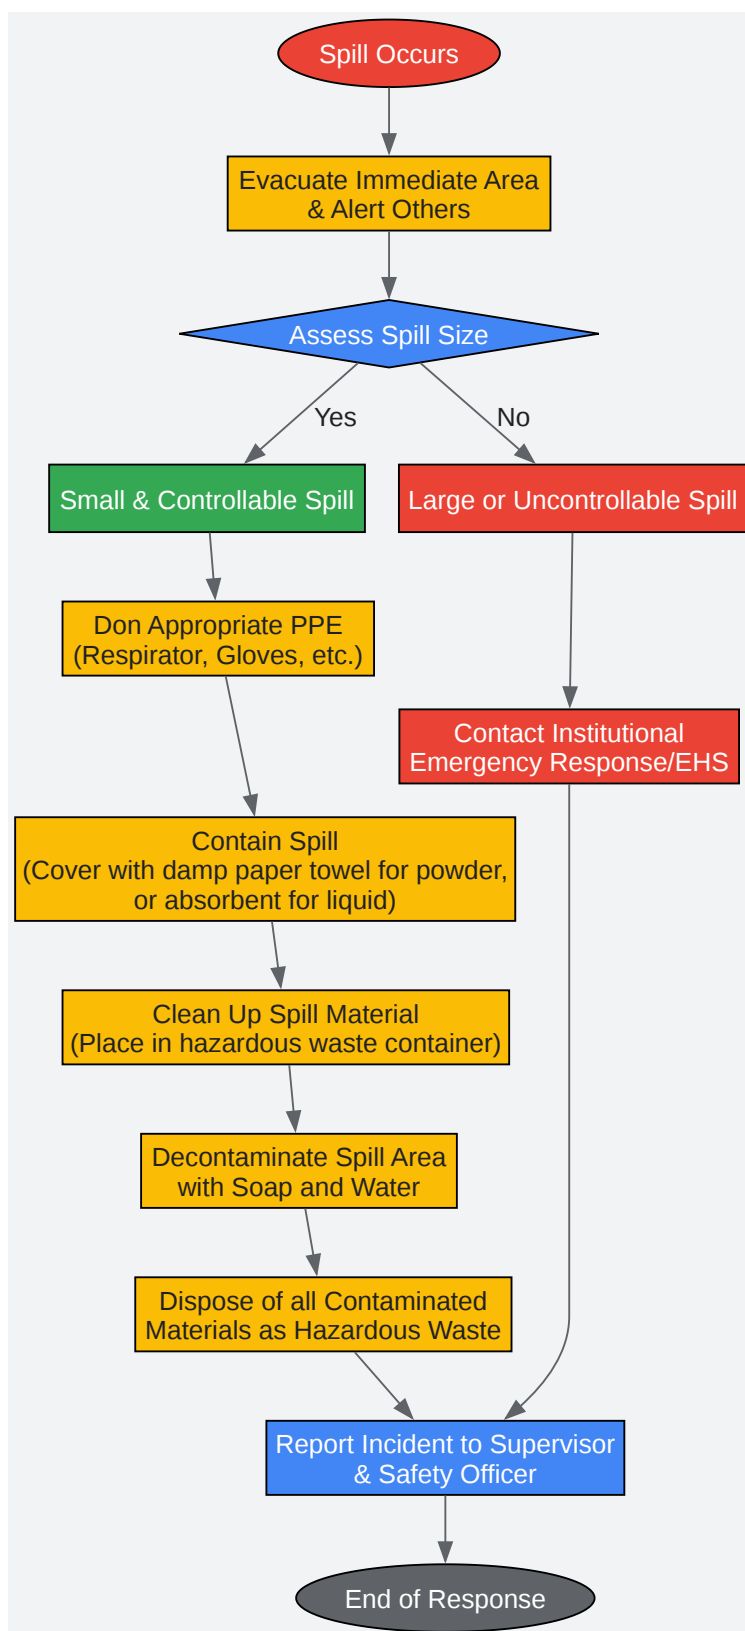 Spill Occurs
Evacuate Immediate Area
& Alert Others
Assess Spill Size
Yes
No
Small & Controllable Spill
Large or Uncontrollable Spill
Don Appropriate PPE
(Respirator, Gloves, etc.)
Contact Institutional
Emergency Response/EHS
Contain Spill
(Cover with damp paper towel for powder,
or absorbent for liquid)
Clean Up Spill Material
(Place in hazardous waste container)
Decontaminate Spill Area
with Soap and Water
Dispose of all Contaminated
Materials as Hazardous Waste
Report Incident to Supervisor
& Safety Officer
End of Response